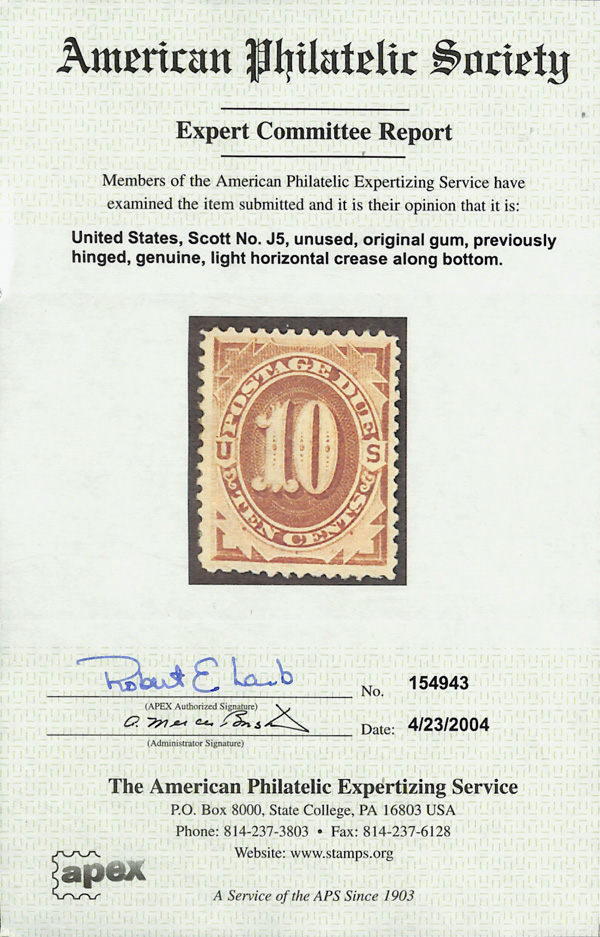 American Philatelic Society
Expert Committee Report
Members of the American Philatelic Expertizing Service have
examined the item submitted and it is their opinion that it is:
United States, Scott No. J5, unused, original gum, previously
hinged, genuine, light horizontal crease along bottom.
POSTAGE DUE
U
10
S
TEN CENTS
Robert E Lamb
No. 154943
(APEX Authorized Signature)
Date: 4/23/2004
(Administrator Signature)
The American Philatelic Expertizing Service
P.O. Box 8000, State College, PA 16803 USA
Phone: 814-237-3803 • Fax: 814-237-6128
Website: www.stamps.org
apex
A Service of the APS Since 1903